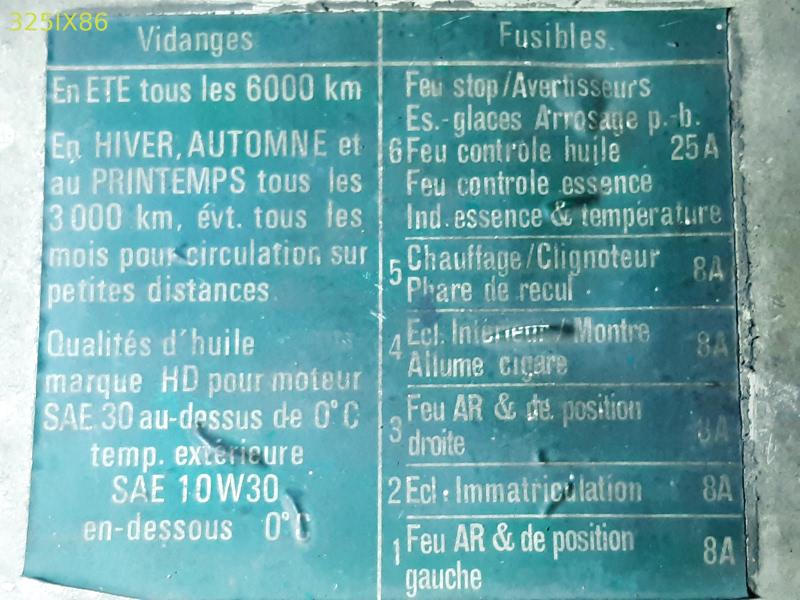 325IX86
Vidanges
En ETE tous les 6000 km
En HIVER, AUTOMNE et
au PRINTEMPS tous les
3 000 km, évt. tous les
mois pour circulation sur
petites distances
Qualités d'huile
marque HD pour moteur
SAE 30 au-dessus de 0°C
temp. extérieure
SAE 10W30
en-dessous 0°C
Fusibles.
Feu stop/Avertisseurs
Es.-glaces Arrosage p.-b.
6 Feu controle huile 25A
Feu controle essence
Ind. essence & température
5 Chauffage/Clignoteur 8A
Phare de recul
4 Ecl. Intérieur / Montre 8A
Allume cigare
3 Feu AR & de position 8A
droite
2 Ecl. Immatriculation 8A
1 Feu AR & de position 8A
gauche